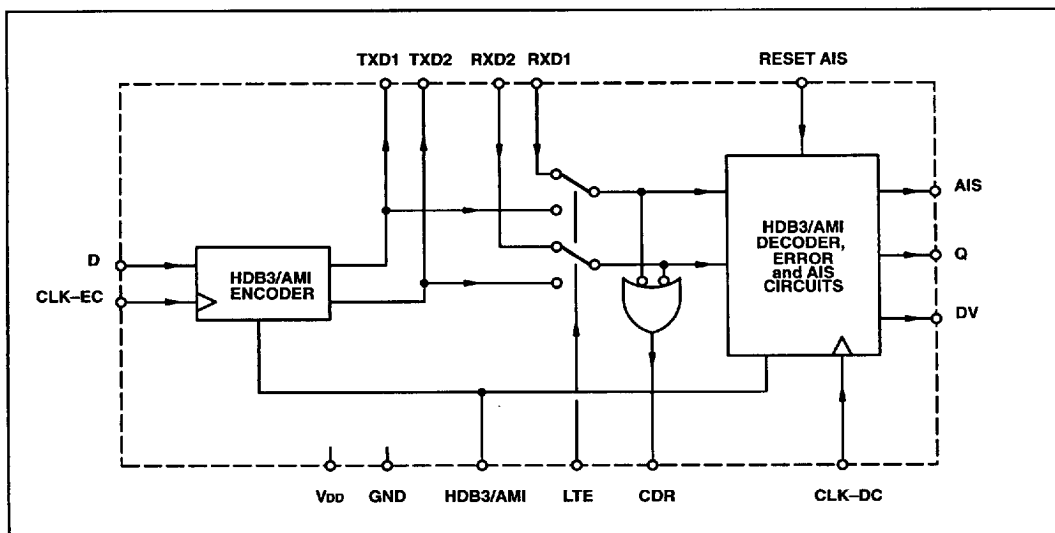 TXD1 TXD2 RXD2 RXD1 RESET AIS
D
CLK–EC
HDB3/AMI
ENCODER
HDB3/AMI
DECODER,
ERROR
and AIS
CIRCUITS
AIS
Q
DV
VDD GND HDB3/AMI LTE CDR CLK–DC